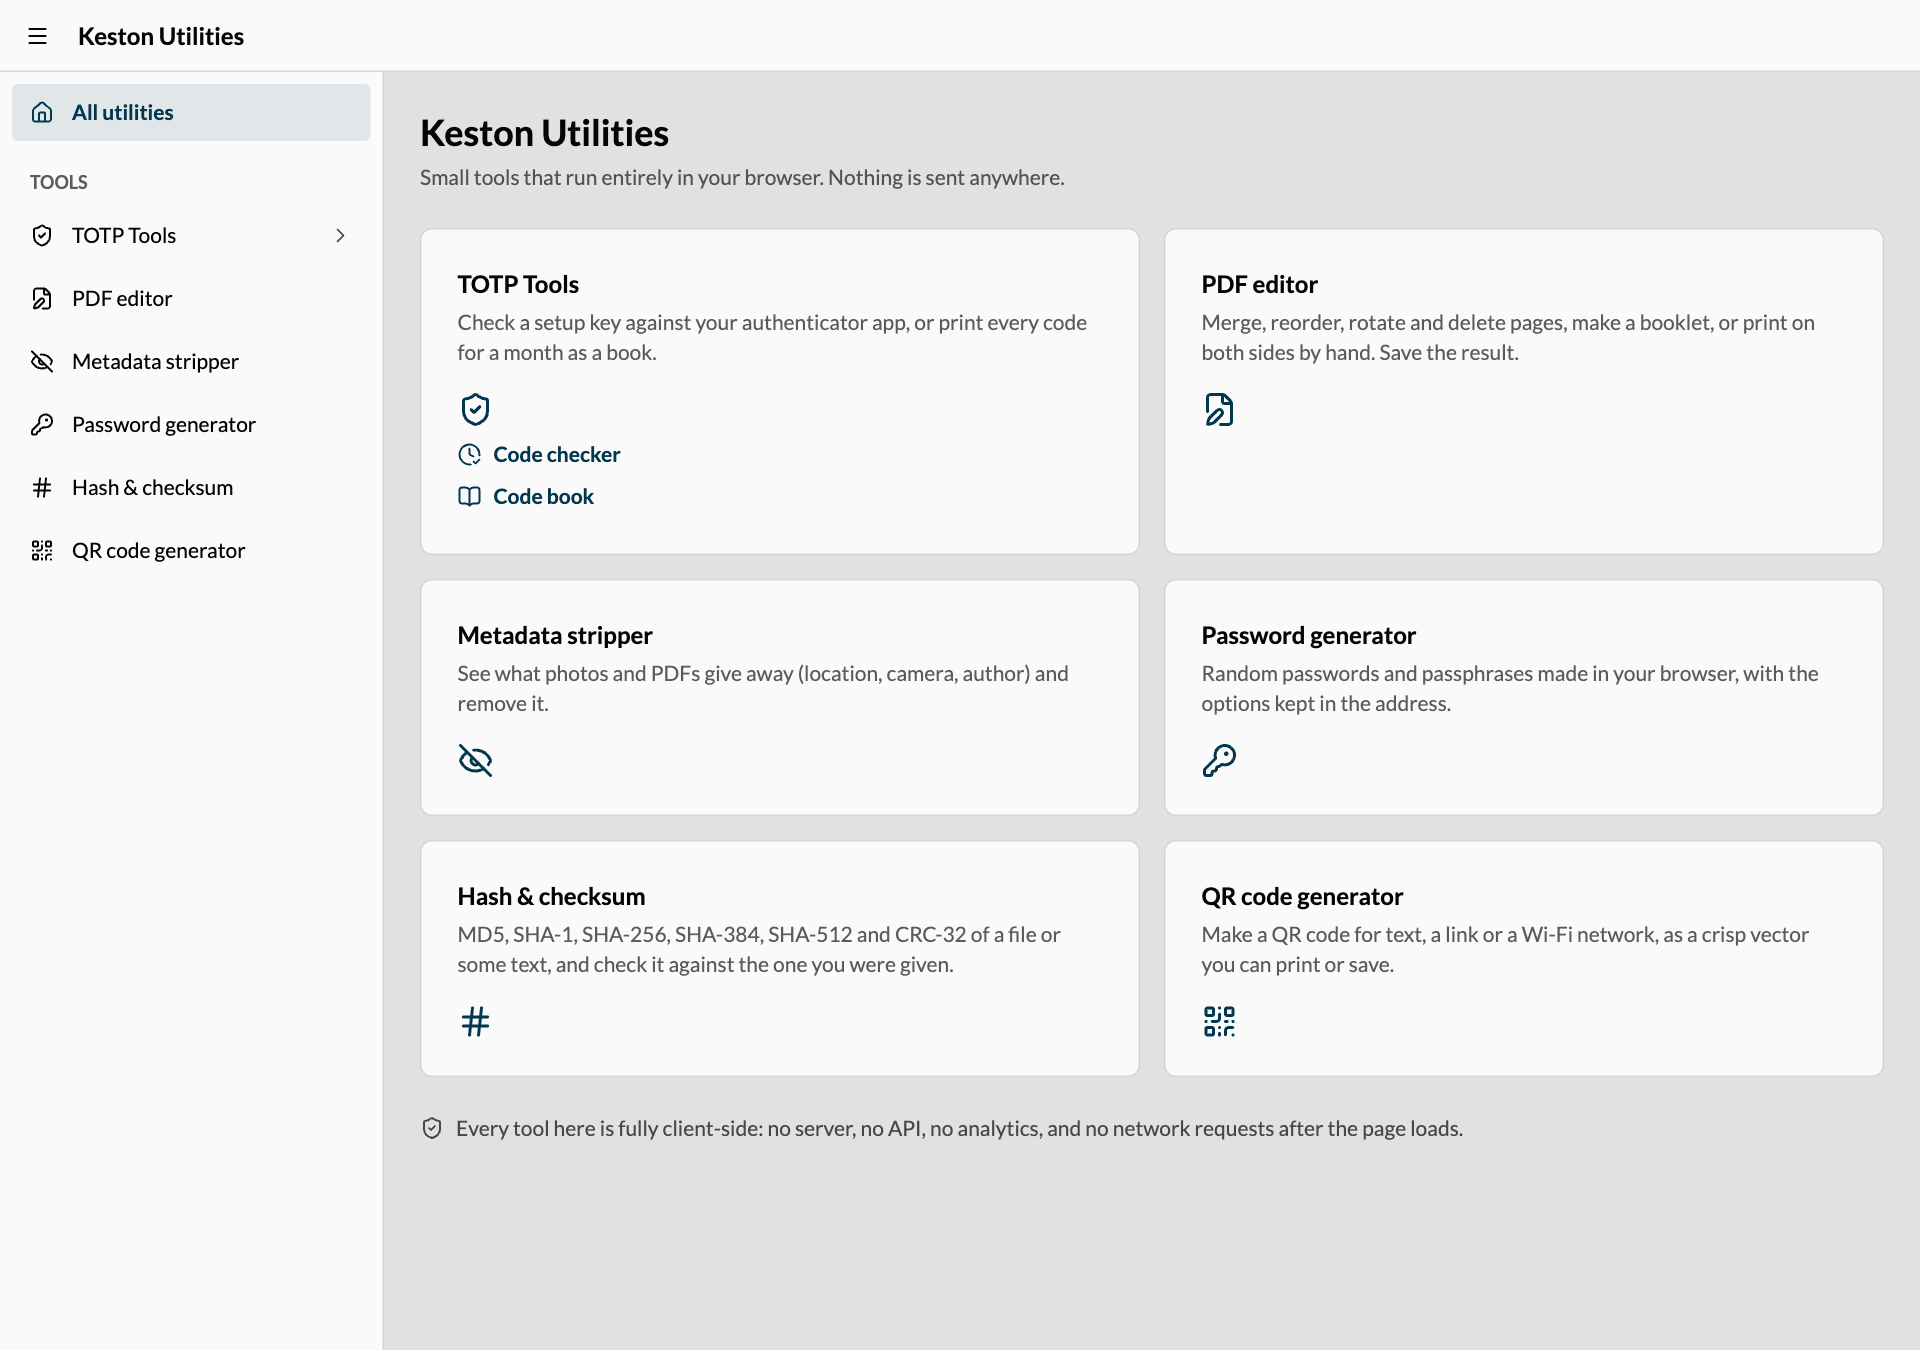 Keston Utilities
All utilities
TOOLS
TOTP Tools
PDF editor
Metadata stripper
Password generator
Hash & checksum
QR code generator
Keston Utilities
Small tools that run entirely in your browser. Nothing is sent anywhere.
TOTP Tools
Check a setup key against your authenticator app, or print every code
for a month as a book.
Code checker
Code book
PDF editor
Merge, reorder, rotate and delete pages, make a booklet, or print on
both sides by hand. Save the result.
Metadata stripper
See what photos and PDFs give away (location, camera, author) and
remove it.
Password generator
Random passwords and passphrases made in your browser, with the
options kept in the address.
Hash & checksum
MD5, SHA-1, SHA-256, SHA-384, SHA-512 and CRC-32 of a file or
some text, and check it against the one you were given.
QR code generator
Make a QR code for text, a link or a Wi-Fi network, as a crisp vector
you can print or save.
Every tool here is fully client-side: no server, no API, no analytics, and no network requests after the page loads.